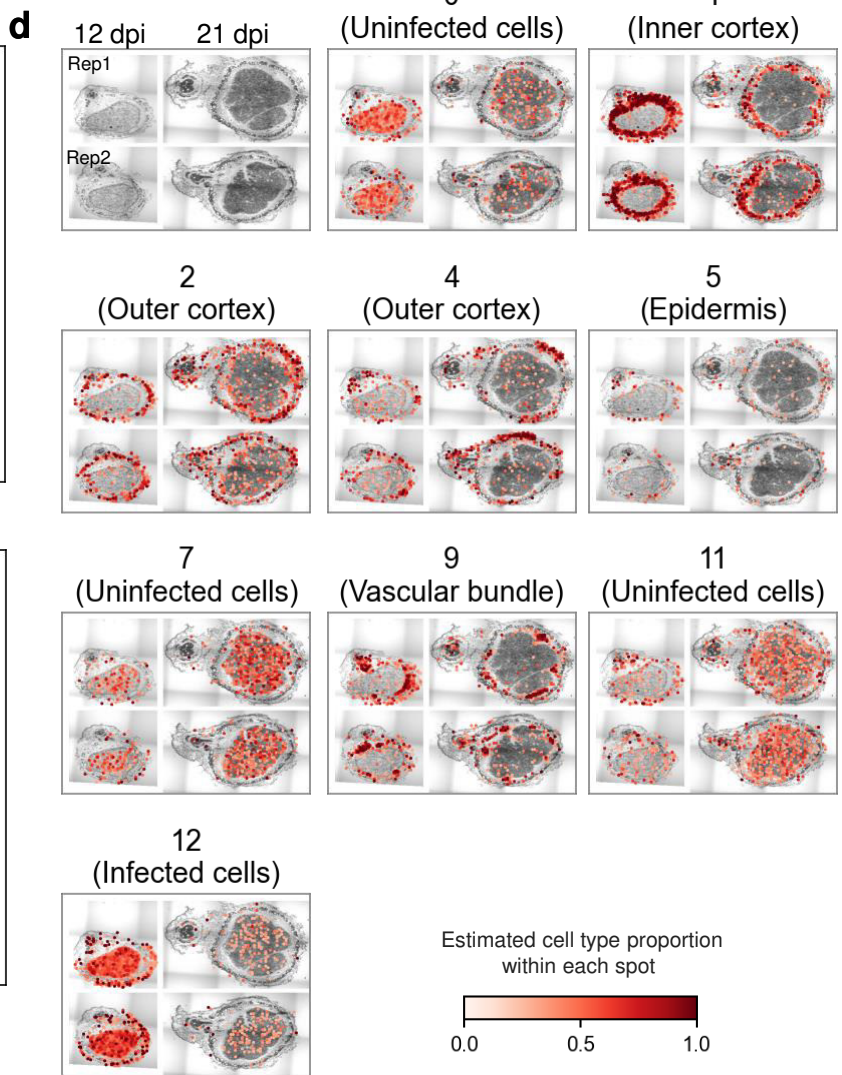 d
12 dpi 21 dpi
(Uninfected cells)
(Inner cortex)
Rep1
Rep2
2
(Outer cortex)
4
(Outer cortex)
5
(Epidermis)
7
(Uninfected cells)
9
(Vascular bundle)
11
(Uninfected cells)
12
(Infected cells)
Estimated cell type proportion
within each spot
0.0 0.5 1.0